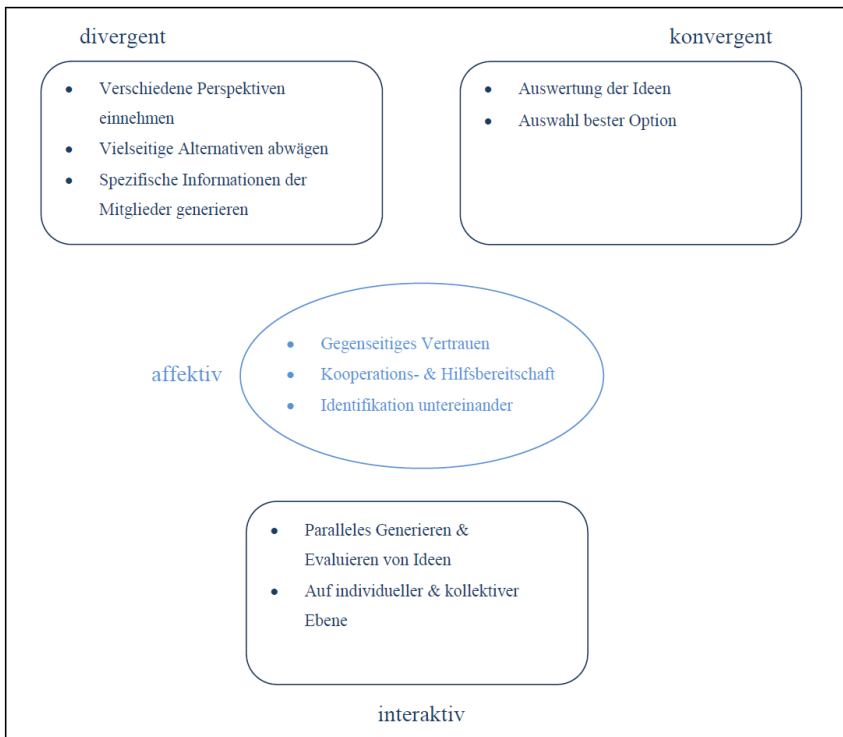 divergent
konvergent
• Verschiedene Perspektiven
einnehmen
• Vielseitige Alternativen abwägen
• Spezifische Informationen der
Mitglieder generieren
• Auswertung der Ideen
• Auswahl bester Option
affektiv
• Gegenseitiges Vertrauen
• Kooperations- & Hilfsbereitschaft
• Identifikation untereinander
• Paralleles Generieren &
Evaluieren von Ideen
• Auf individueller & kollektiver
Ebene
interaktiv